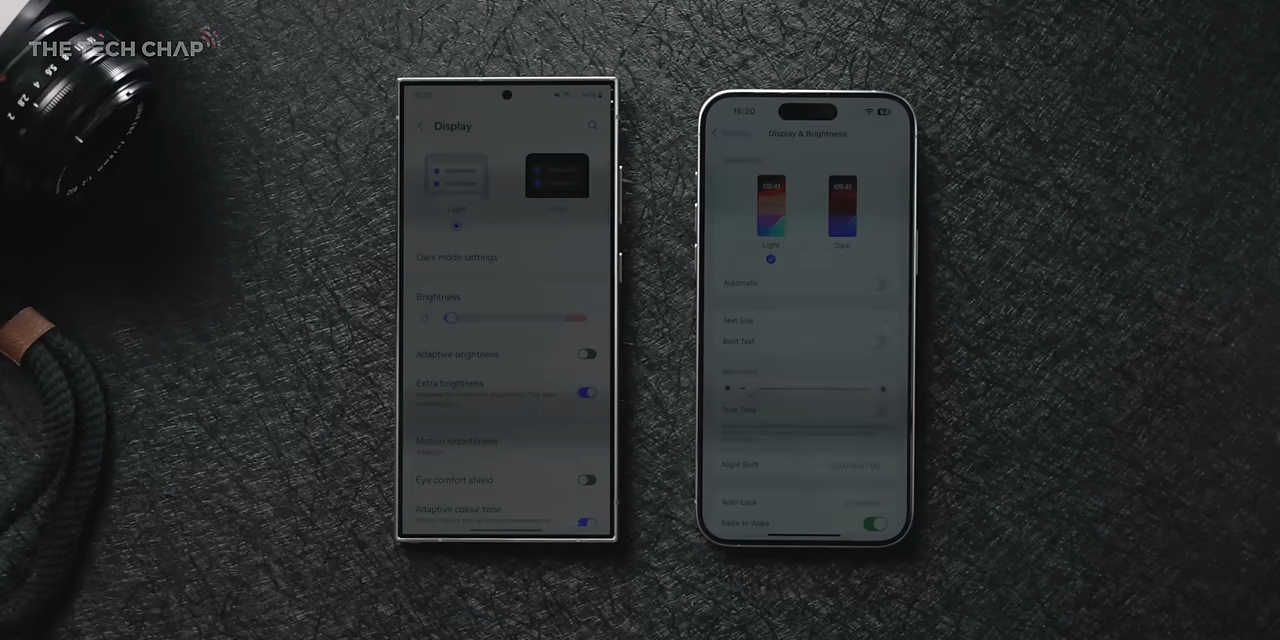 THE TECH CHAP
Display
Light
Dark mode settings
Brightness
Adaptive brightness
Extra brightness
Motion smoothness
Eye comfort shield
Adaptive colour tone
16:20
Display & Brightness
09:41
09:41
Light
Dark
Automatic
Text Size
Bold Text
True Tone
Night Shift
Auto-Lock
Raise to Wake